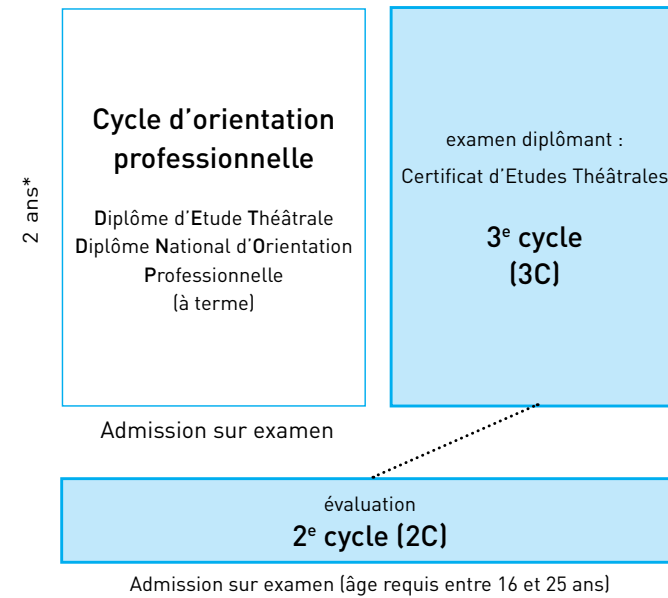 2 ans*
Cycle d’orientation
professionnelle
Diplôme d’Etude Théâtrale
Diplôme National d’Orientation
Professionnelle
(à terme)
Admission sur examen
examen diplômant :
Certificat d’Etudes Théâtrales
3e cycle
(3C)
évaluation
2e cycle (2C)
Admission sur examen (âge requis entre 16 et 25 ans)